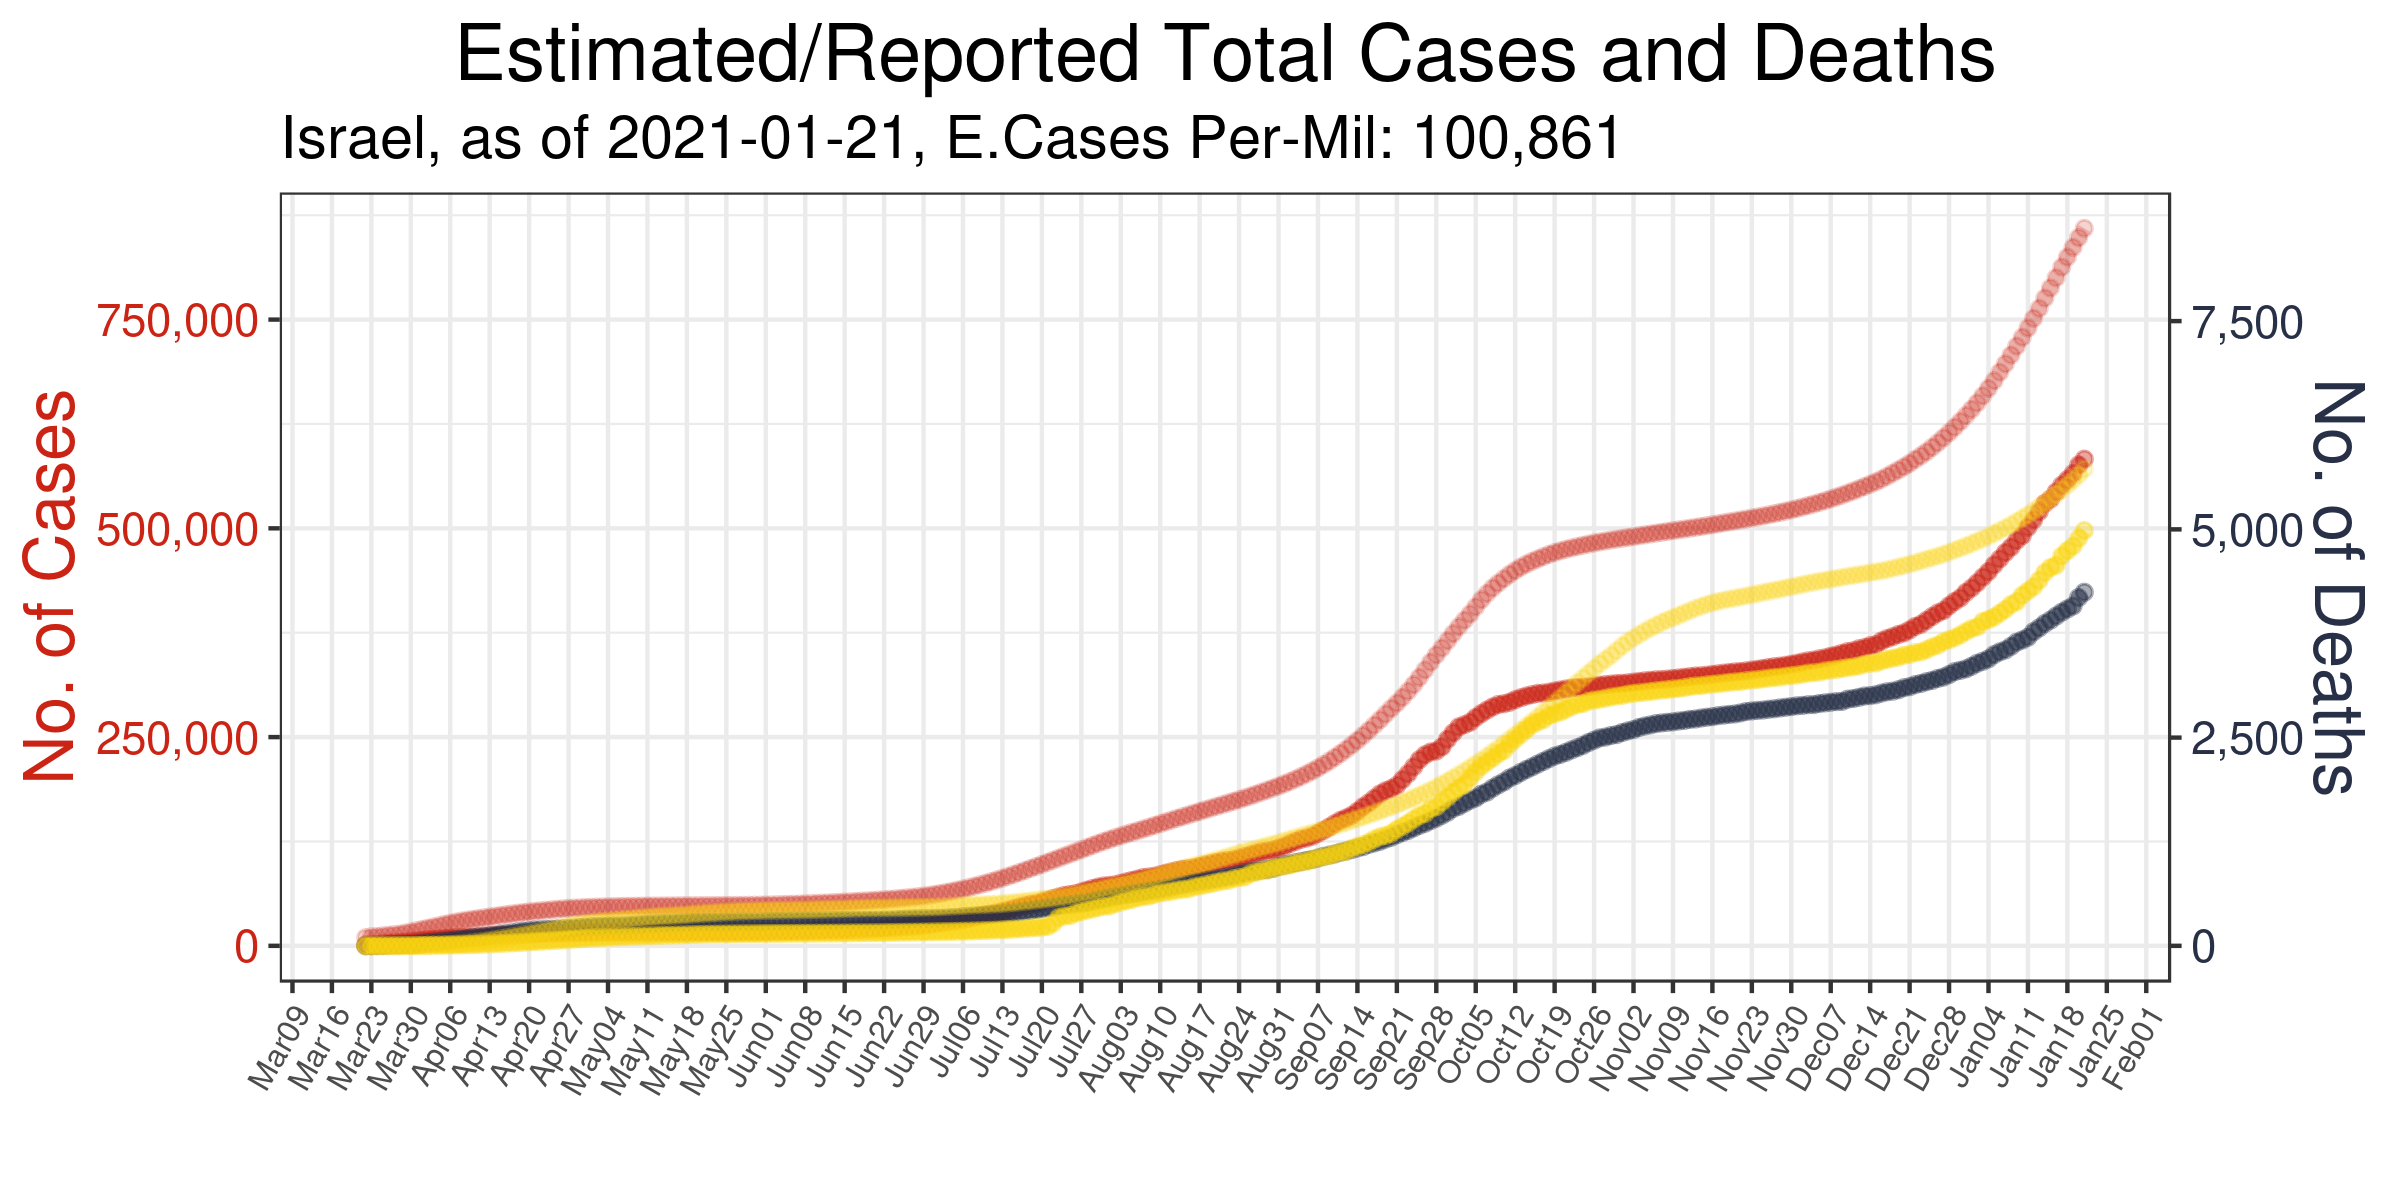 Estimated/Reported Total Cases and Deaths
Israel, as of 2021-01-21, E.Cases Per-Mil: 100,861
No. of Cases
750,000
500,000
250,000
0
7,500
5,000
2,500
0
No. of Deaths
Mar09 Mar16 Mar23 Mar30 Apr06 Apr13 Apr20 Apr27 May04 May11 May18 May25 Jun01 Jun08 Jun15 Jun22 Jun29 Jul06 Jul13 Jul20 Jul27 Aug03 Aug10 Aug17 Aug24 Aug31 Sep07 Sep14 Sep21 Sep28 Oct05 Oct12 Oct19 Oct26 Nov02 Nov09 Nov16 Nov23 Nov30 Dec07 Dec14 Dec21 Dec28 Jan04 Jan11 Jan18 Jan25 Feb01